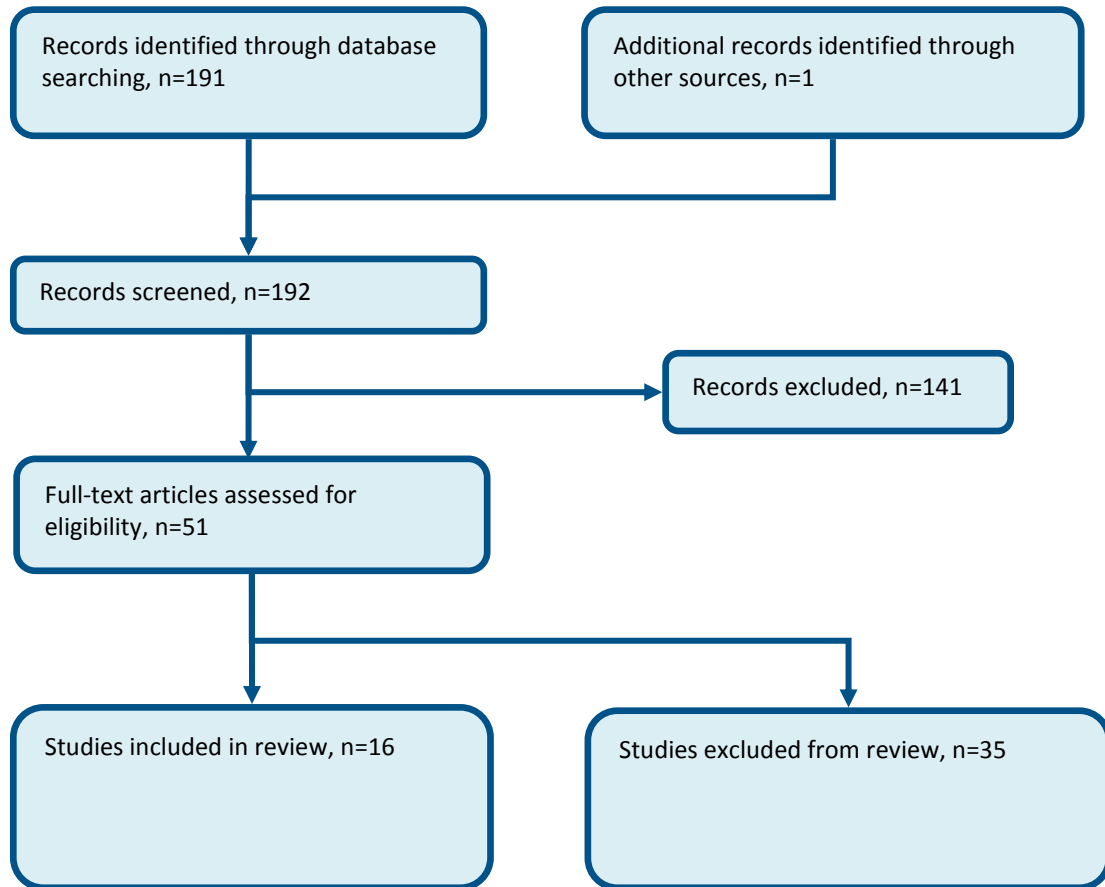 Records identified through database
searching, n=191
Additional records identified through
other sources, n=1
Records screened, n=192
Records excluded, n=141
Full-text articles assessed for
eligibility, n=51
Studies included in review, n=16
Studies excluded from review, n=35